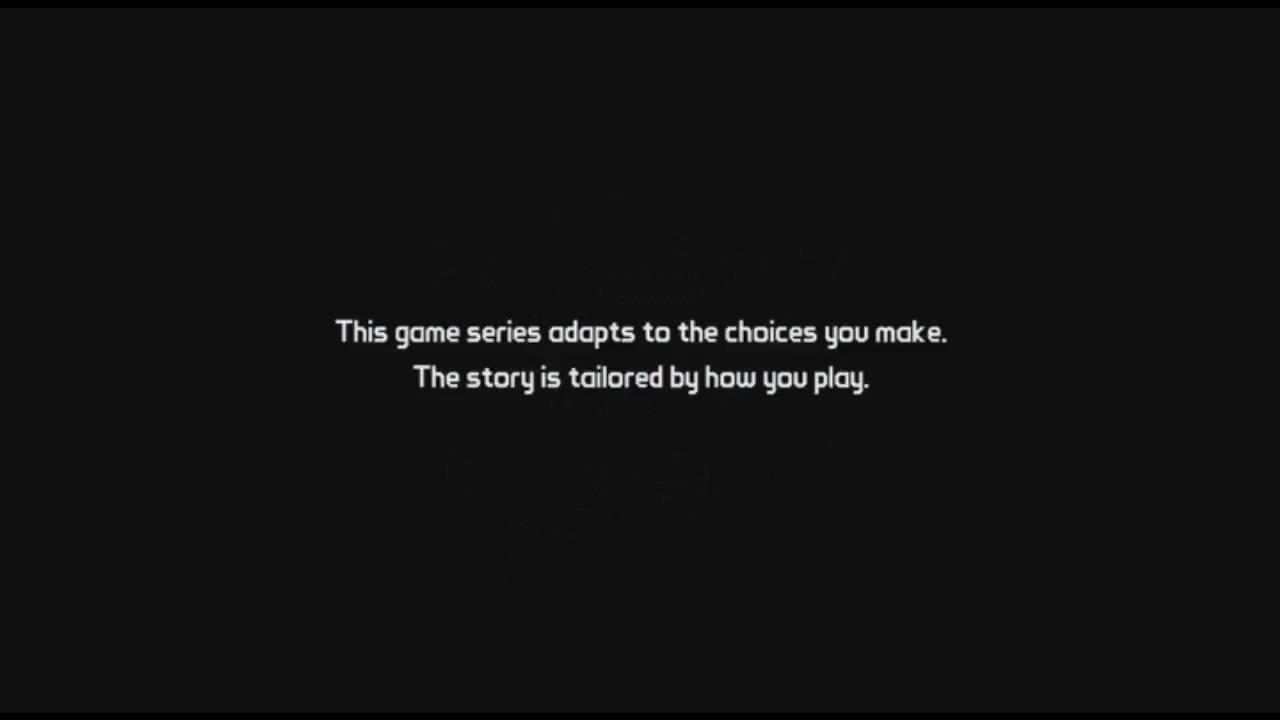 This game series adapts to the choices you make.
The story is tailored by how you play.